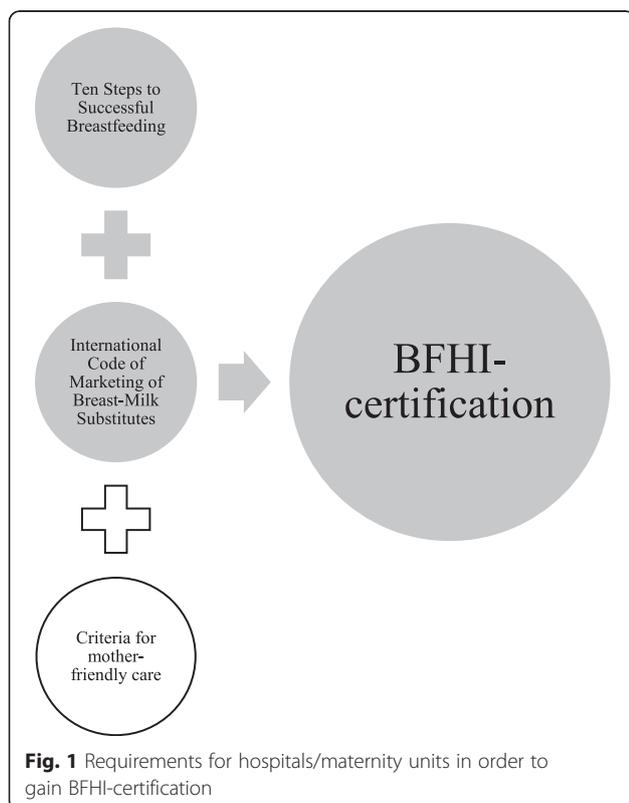 Ten Steps to
Successful
Breastfeeding
International
Code of
Marketing of
Breast-Milk
Substitutes
BFHI-
certification
Criteria for
mother-
friendly care
Fig. 1 Requirements for hospitals/maternity units in order to
gain BFHI-certification